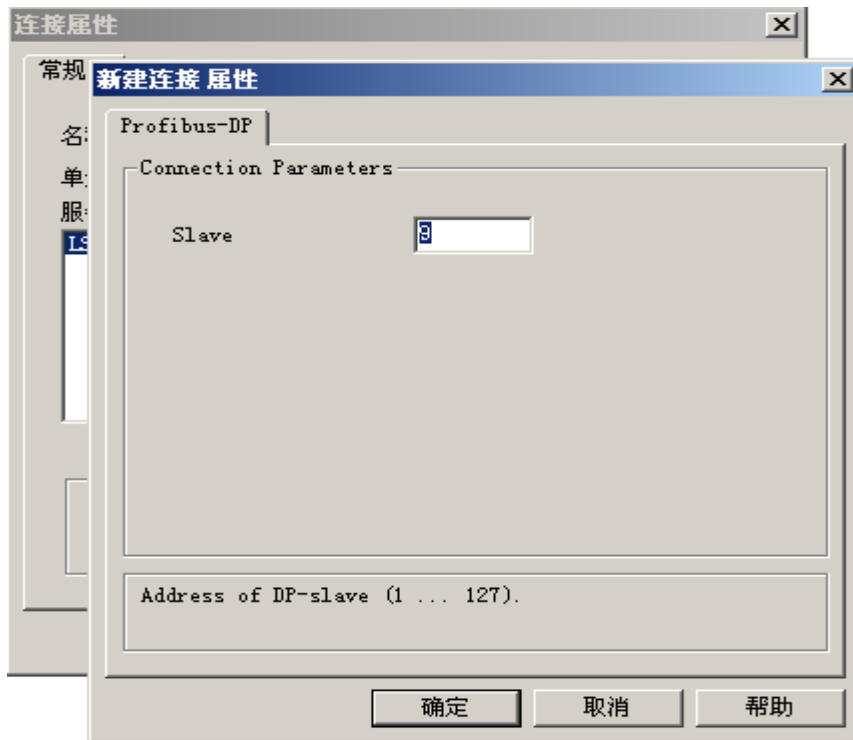 连接属性
常规
新建连接 属性
Profibus-DP
Connection Parameters
Slave
9
Address of DP-slave (1 ... 127).
确定
取消
帮助